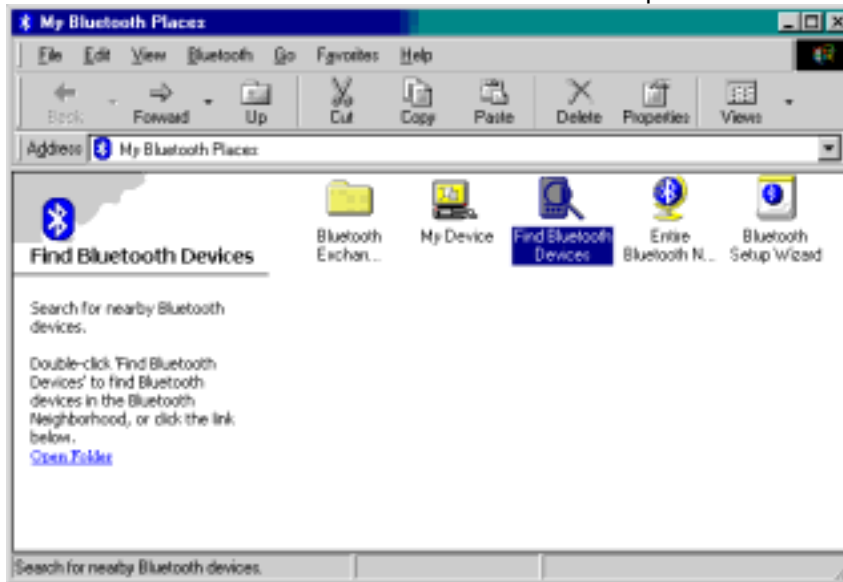 My Bluetooth Places
File Edit View Bluetooth Go Favorites Help
Back Forward Up Cut Copy Paste Delete Properties Views
Address My Bluetooth Places
Find Bluetooth Devices
Search for nearby Bluetooth
devices.
Double-click 'Find Bluetooth
Devices' to find Bluetooth
devices in the Bluetooth
Neighborhood, or click the link
below.
Open Folder
Bluetooth
Exchan...
My Device
Find Bluetooth
Devices
Entire
Bluetooth N...
Bluetooth
Setup Wizard
Search for nearby Bluetooth devices.